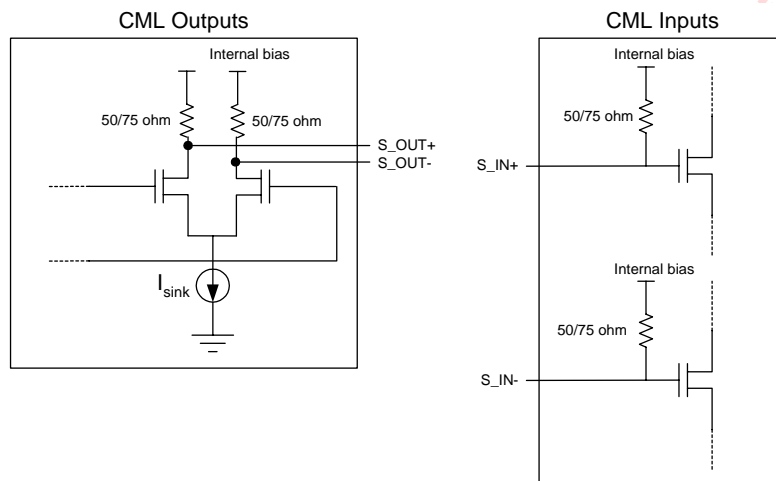 CML Outputs
Internal bias
50/75 ohm
50/75 ohm
S_OUT+
S_OUT-
Isink
CML Inputs
Internal bias
50/75 ohm
S_IN+
Internal bias
50/75 ohm
S_IN-